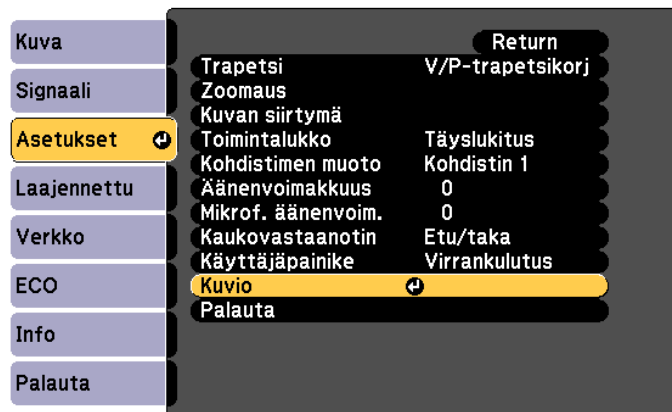 Kuva
Signaali
Asetukset
Laajennettu
Verkko
ECO
Info
Palauta
Return
Trapetsi V/P-trapetsikorj
Zoomaus
Kuvan siirtymä
Toimintalukko Täyslukitus
Kohdistimen muoto Kohdistin 1
Äänenvoimakkuus 0
Mikrof. äänenvoim. 0
Kaukovastaanotin Etu/taka
Käyttäjäpainike Virrankulutus
Kuvio
Palauta